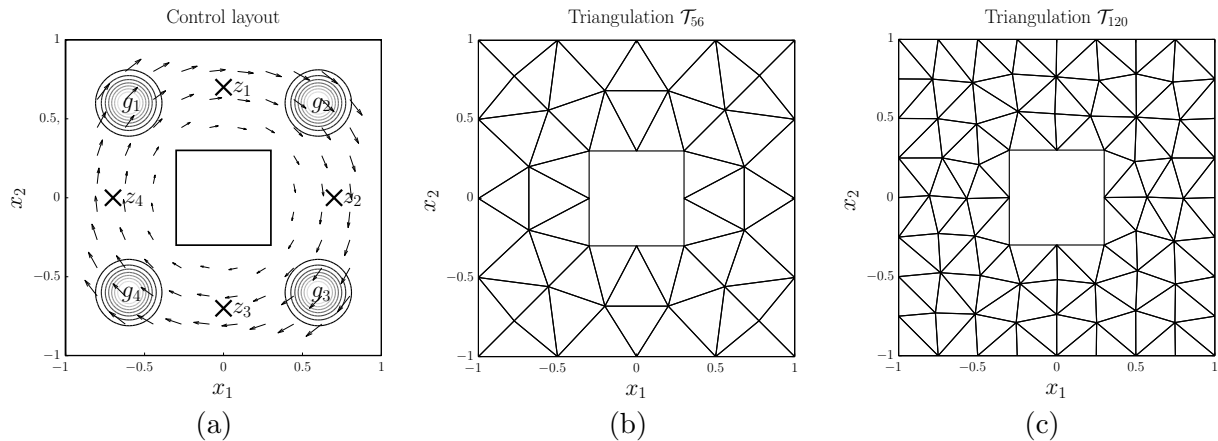 Control layout
1
0.5,
0
−0.5
−1
x₂
g₁
z₁
g₂
z₄
z₂
g₄
z₃
g₃
−1
−0.5
0
0.5
1
x₁
(a)
Triangulation 𝒯₅₆
1
0.5
0
−0.5
−1
x₂
−1
−0.5
0
0.5
1
x₁
(b)
Triangulation 𝒯₁₂₀
1
0.5
0
−0.5
−1
x₂
−1
−0.5
0
0.5
1
x₁
(c)